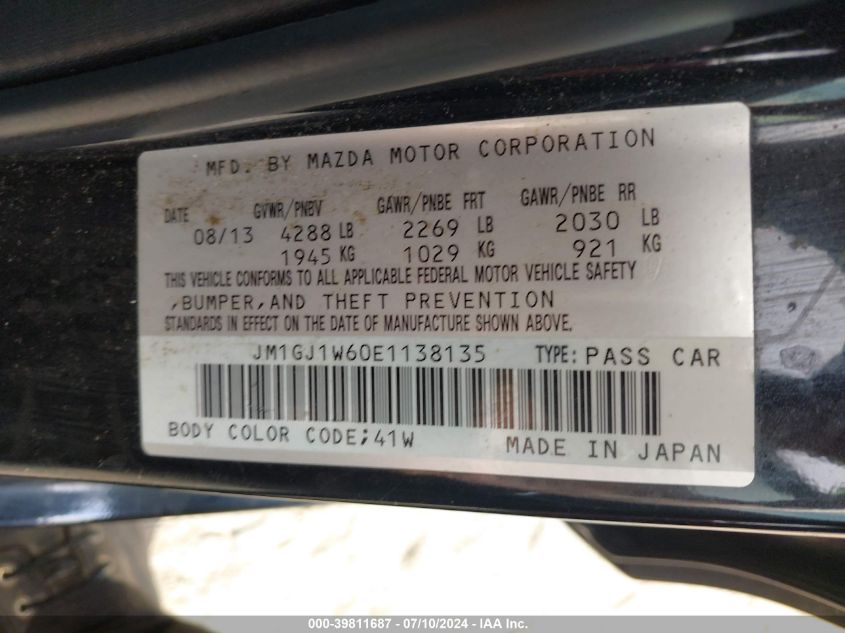 MFD. BY MAZDA MOTOR CORPORATION
DATE GVWR/PNBV GAWR/PNBE FRT GAWR/PNBE RR
08/13 4288 LB 2269 LB 2030 LB
1945 KG 1029 KG 921 KG
THIS VEHICLE CONFORMS TO ALL APPLICABLE FEDERAL MOTOR VEHICLE SAFETY
,BUMPER,AND THEFT PREVENTION
STANDARDS IN EFFECT ON THE DATE OF MANUFACTURE SHOWN ABOVE.
JM1GJ1W60E1138135 TYPE: PASS CAR
BODY COLOR CODE;41W MADE IN JAPAN
000-39811687 - 07/10/2024 - IAA Inc.